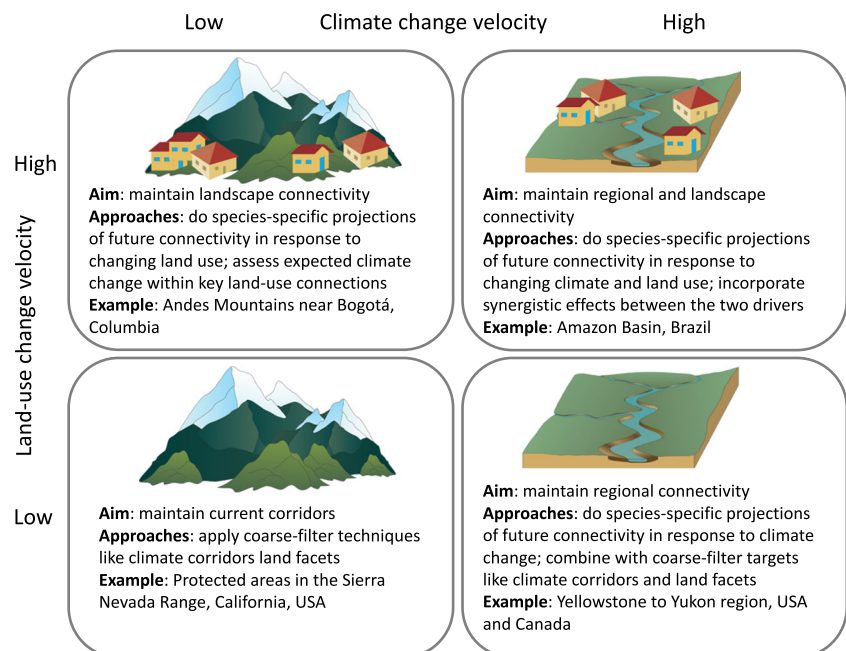 Low Climate change velocity High
High
Land-use change velocity
Low
Aim: maintain landscape connectivity
Approaches: do species-specific projections
of future connectivity in response to
changing land use; assess expected climate
change within key land-use connections
Example: Andes Mountains near Bogotá,
Columbia
Aim: maintain regional and landscape
connectivity
Approaches: do species-specific projections
of future connectivity in response to
changing climate and land use; incorporate
synergistic effects between the two drivers
Example: Amazon Basin, Brazil
Aim: maintain current corridors
Approaches: apply coarse-filter techniques
like climate corridors land facets
Example: Protected areas in the Sierra
Nevada Range, California, USA
Aim: maintain regional connectivity
Approaches: do species-specific projections
of future connectivity in response to climate
change; combine with coarse-filter targets
like climate corridors and land facets
Example: Yellowstone to Yukon region, USA
and Canada